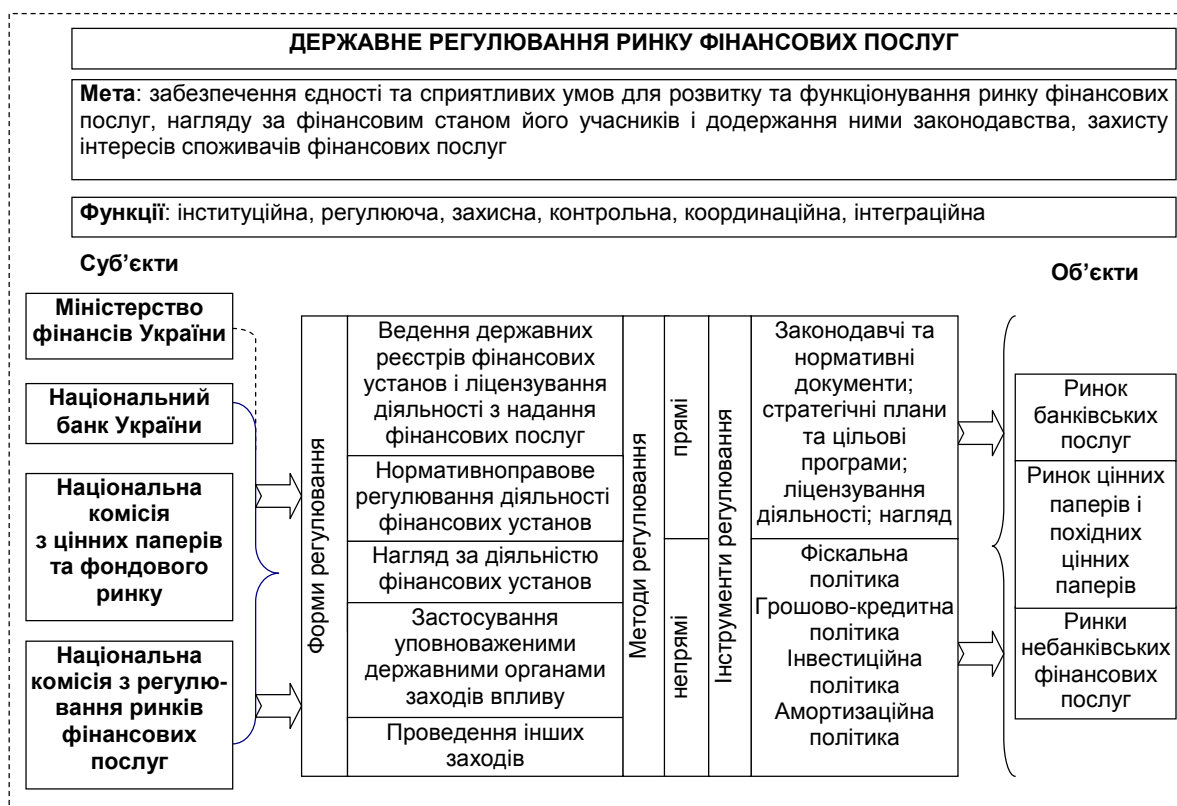 ДЕРЖАВНЕ РЕГУЛЮВАННЯ РИНКУ ФІНАНСОВИХ ПОСЛУГ
Мета: забезпечення єдності та сприятливих умов для розвитку та функціонування ринку фінансових
послуг, нагляду за фінансовим станом його учасників і додержання ними законодавства, захисту
інтересів споживачів фінансових послуг
Функції: інституційна, регулююча, захисна, контрольна, координаційна, інтеграційна
Суб’єкти
Міністерство
фінансів України
Національний
банк України
Національна
комісія
з цінних паперів
та фондового
ринку
Національна
комісія з регулю-
вання ринків
фінансових
послуг
Форми регулювання
Ведення державних
реєстрів фінансових
установ і ліцензування
діяльності з надання
фінансових послуг
Нормативноправове
регулювання діяльності
фінансових установ
Нагляд за діяльністю
фінансових установ
Застосування
уповноваженими
державними органами
заходів впливу
Проведення інших
заходів
Методи регулювання
прямі
непрямі
Інструменти регулювання
Законодавчі та
нормативні
документи;
стратегічні плани
та цільові
програми;
ліцензування
діяльності; нагляд
Фіскальна
політика
Грошово-кредитна
політика
Інвестиційна
політика
Амортизаційна
політика
Об’єкти
Ринок
банківських
послуг
Ринок цінних
паперів і
похідних
цінних
паперів
Ринки
небанківських
фінансових
послуг